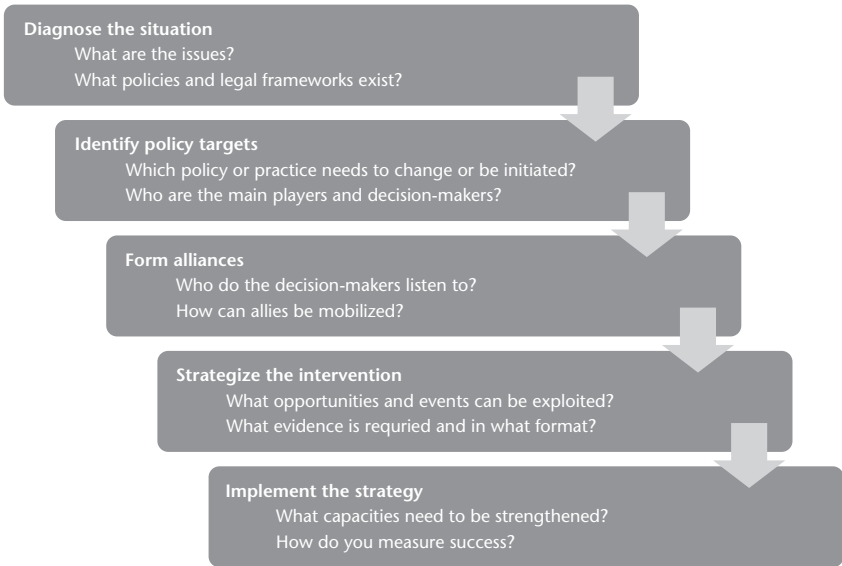 Diagnose the situation
What are the issues?
What policies and legal frameworks exist?
Identify policy targets
Which policy or practice needs to change or be initiated?
Who are the main players and decision-makers?
Form alliances
Who do the decision-makers listen to?
How can allies be mobilized?
Strategize the intervention
What opportunities and events can be exploited?
What evidence is requried and in what format?
Implement the strategy
What capacities need to be strengthened?
How do you measure success?